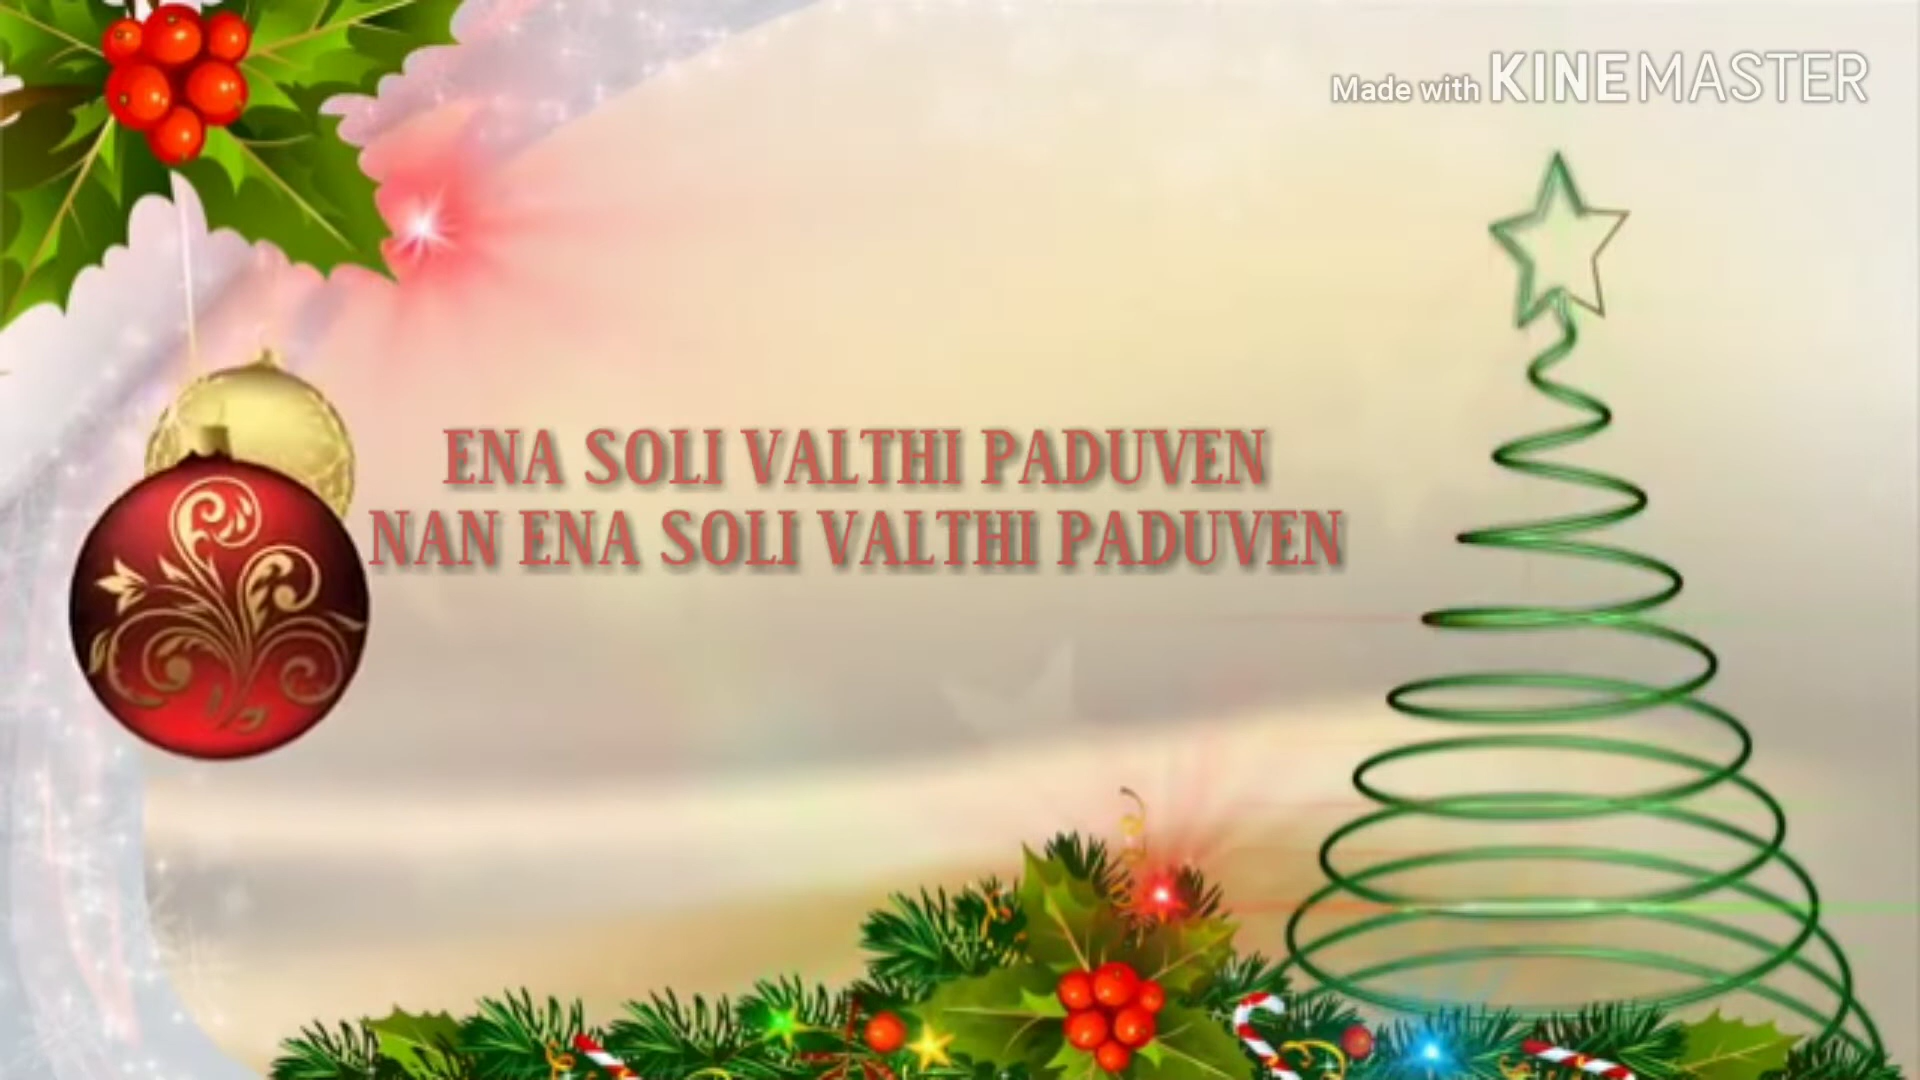 Made with KINEMASTER
ENA SOLI VALTHI PADUVEN
NAN ENA SOLI VALTHI PADUVEN